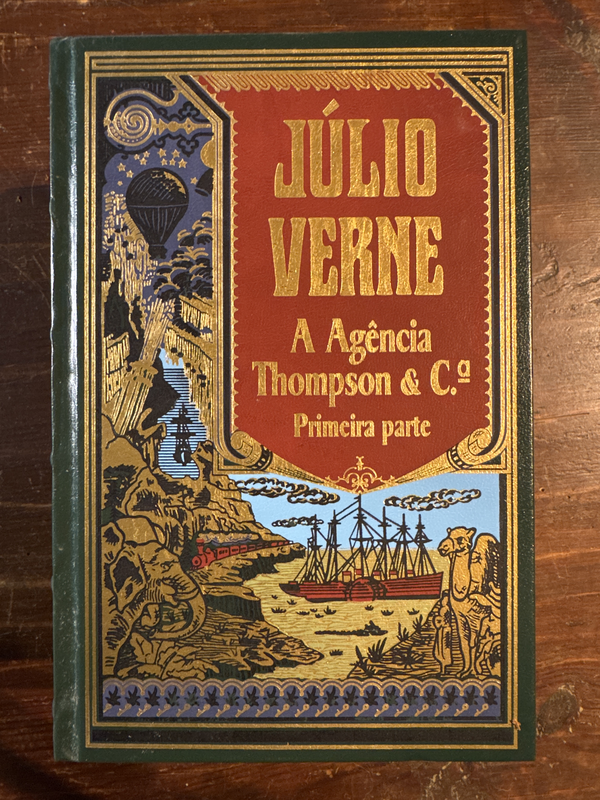 JÚLIO
VERNE
A Agência
Thompson & C.ª
Primeira parte